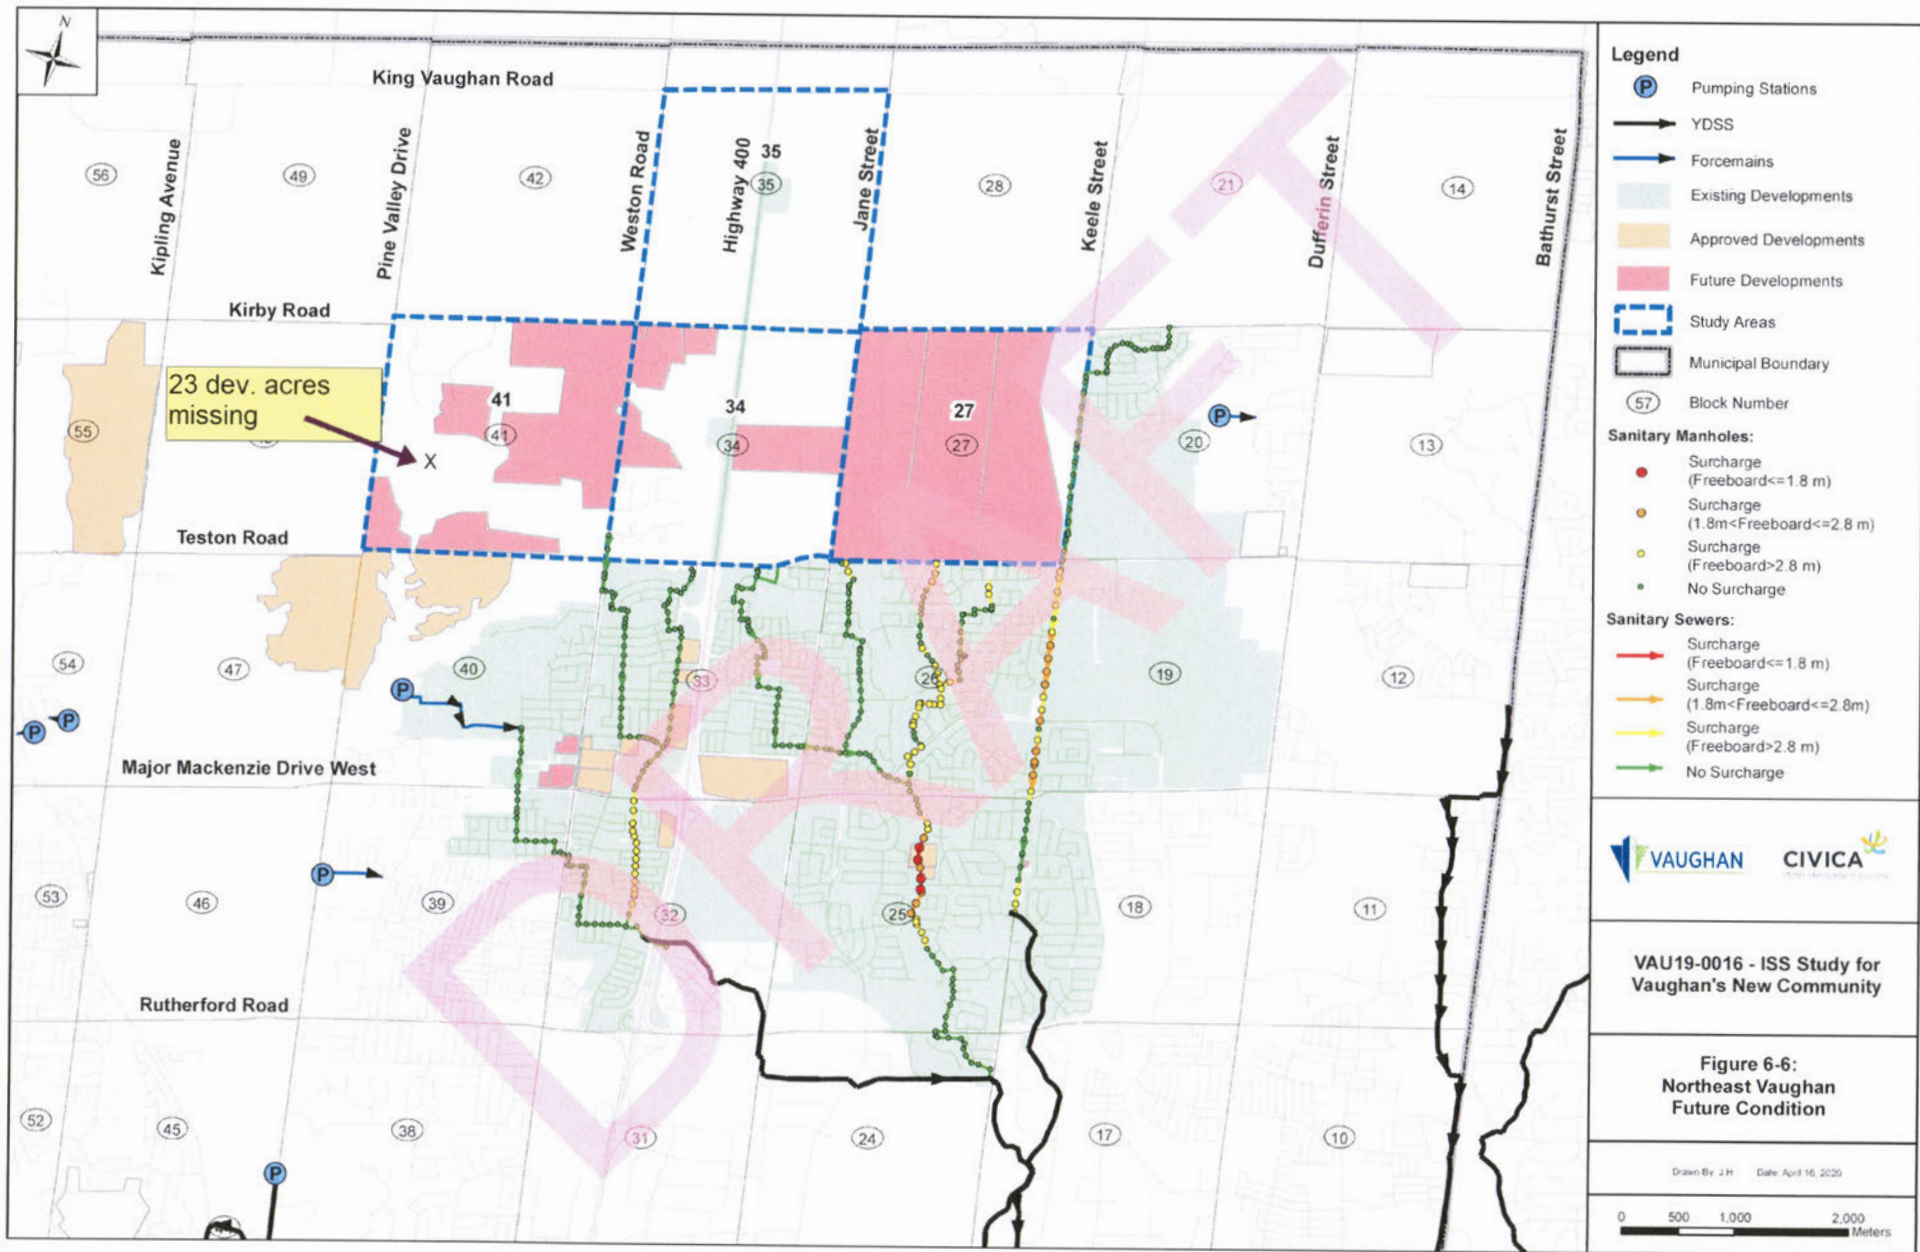 N
King Vaughan Road
Kipling Avenue
Pine Valley Drive
Weston Road
Highway 400
Jane Street
Keele Street
Dufferin Street
Bathurst Street
35
56
49
42
35
28
21
14
Kirby Road
23 dev. acres
missing
X
41
34
27
55
41
34
27
20
13
P
Teston Road
54
47
40
33
26
19
12
P
P
P
Major Mackenzie Drive West
53
46
39
32
25
18
11
P
Rutherford Road
52
45
38
31
24
17
10
P
DRAFT
Legend
P Pumping Stations
YDSS
Forcemains
Existing Developments
Approved Developments
Future Developments
Study Areas
Municipal Boundary
57 Block Number
Sanitary Manholes:
Surcharge
(Freeboard<=1.8 m)
Surcharge
(1.8m<Freeboard<=2.8 m)
Surcharge
(Freeboard>2.8 m)
No Surcharge
Sanitary Sewers:
Surcharge
(Freeboard<=1.8 m)
Surcharge
(1.8m<Freeboard<=2.8m)
Surcharge
(Freeboard>2.8 m)
No Surcharge
VAUGHAN
CIVICA
VAU19-0016 - ISS Study for
Vaughan's New Community
Figure 6-6:
Northeast Vaughan
Future Condition
Drawn By: J.H Date: April 16, 2020
0 500 1,000 2,000
Meters